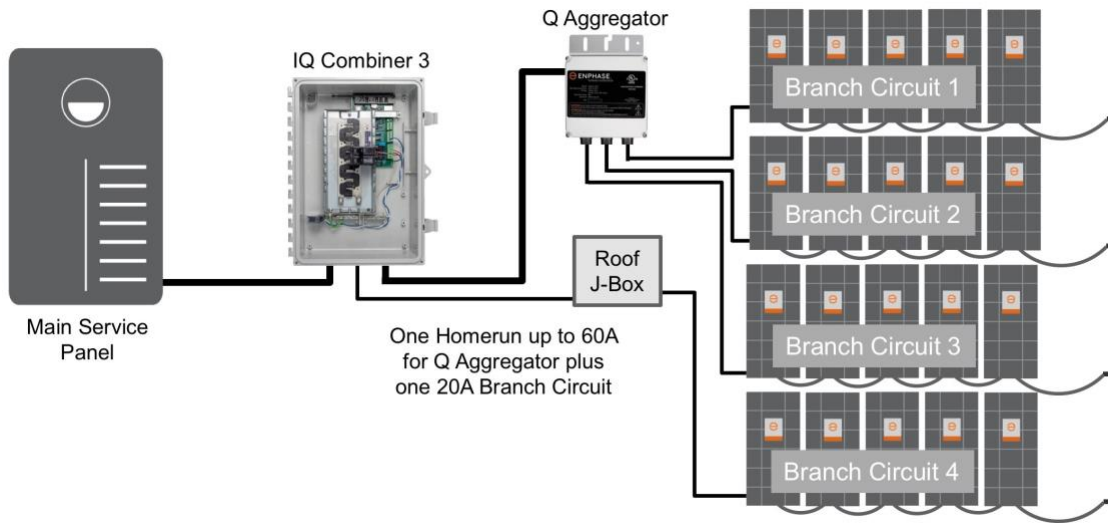 Q Aggregator
IQ Combiner 3
ENPHASE
Branch Circuit 1
Branch Circuit 2
Roof
J-Box
Main Service
Panel
One Homerun up to 60A
for Q Aggregator plus
one 20A Branch Circuit
Branch Circuit 3
Branch Circuit 4